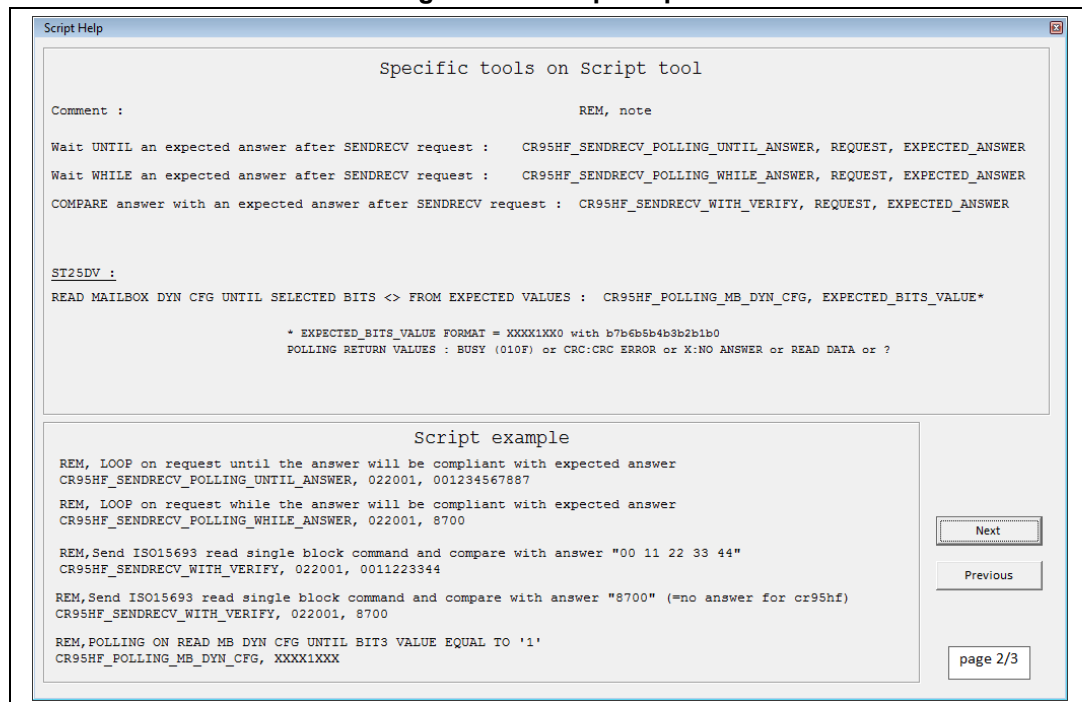 Script Help
Specific tools on Script tool
Comment : REM, note
Wait UNTIL an expected answer after SENDRECV request : CR95HF_SENDRECV_POLLING_UNTIL_ANSWER, REQUEST, EXPECTED_ANSWER
Wait WHILE an expected answer after SENDRECV request : CR95HF_SENDRECV_POLLING_WHILE_ANSWER, REQUEST, EXPECTED_ANSWER
COMPARE answer with an expected answer after SENDRECV request : CR95HF_SENDRECV_WITH_VERIFY, REQUEST, EXPECTED_ANSWER
ST25DV :
READ MAILBOX DYN CFG UNTIL SELECTED BITS <> FROM EXPECTED VALUES : CR95HF_POLLING_MB_DYN_CFG, EXPECTED_BITS_VALUE*
* EXPECTED_BITS_VALUE FORMAT = XXXX1XX0 with b7b6b5b4b3b2b1b0
POLLING RETURN VALUES : BUSY (010F) or CRC:CRC ERROR or X:NO ANSWER or READ DATA or ?
Script example
REM, LOOP on request until the answer will be compliant with expected answer
CR95HF_SENDRECV_POLLING_UNTIL_ANSWER, 022001, 001234567887
REM, LOOP on request while the answer will be compliant with expected answer
CR95HF_SENDRECV_POLLING_WHILE_ANSWER, 022001, 8700
REM,Send ISO15693 read single block command and compare with answer "00 11 22 33 44"
CR95HF_SENDRECV_WITH_VERIFY, 022001, 0011223344
REM,Send ISO15693 read single block command and compare with answer "8700" (=no answer for cr95hf)
CR95HF_SENDRECV_WITH_VERIFY, 022001, 8700
REM,POLLING ON READ MB DYN CFG UNTIL BIT3 VALUE EQUAL TO '1'
CR95HF_POLLING_MB_DYN_CFG, XXXX1XXX
Next
Previous
page 2/3